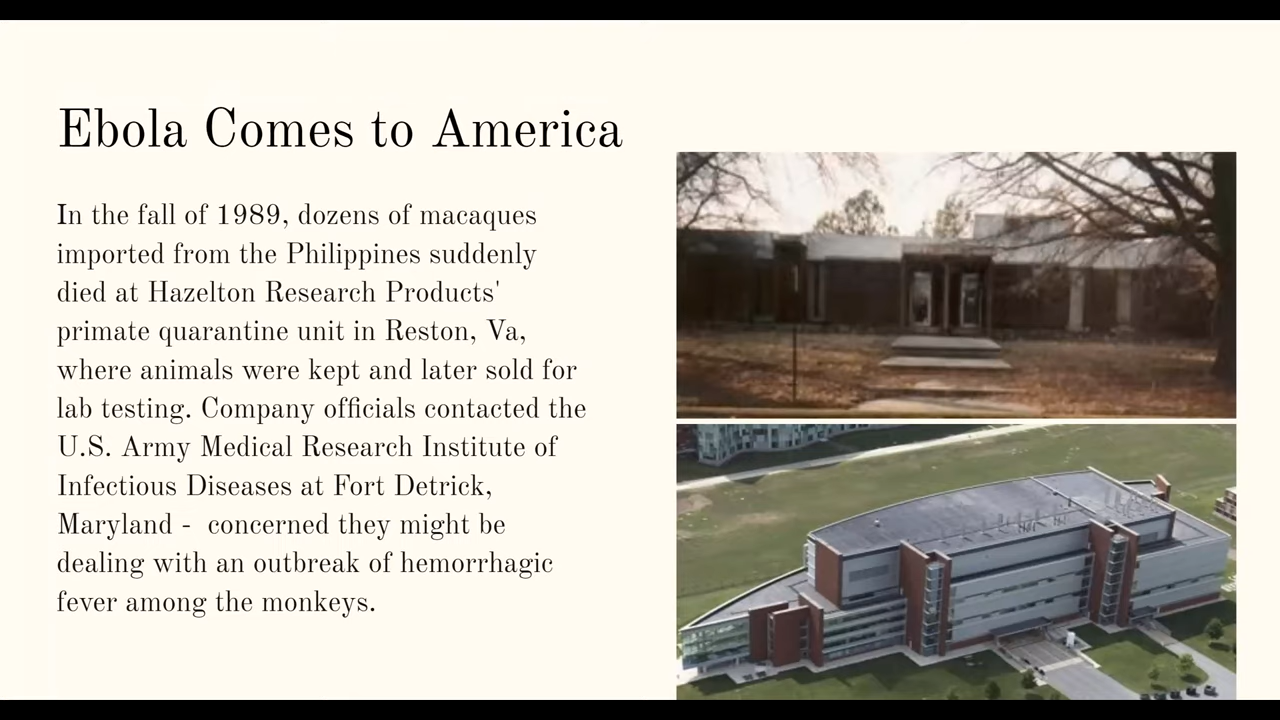 Ebola Comes to America
In the fall of 1989, dozens of macaques
imported from the Philippines suddenly
died at Hazelton Research Products'
primate quarantine unit in Reston, Va,
where animals were kept and later sold for
lab testing. Company officials contacted the
U.S. Army Medical Research Institute of
Infectious Diseases at Fort Detrick,
Maryland -  concerned they might be
dealing with an outbreak of hemorrhagic
fever among the monkeys.